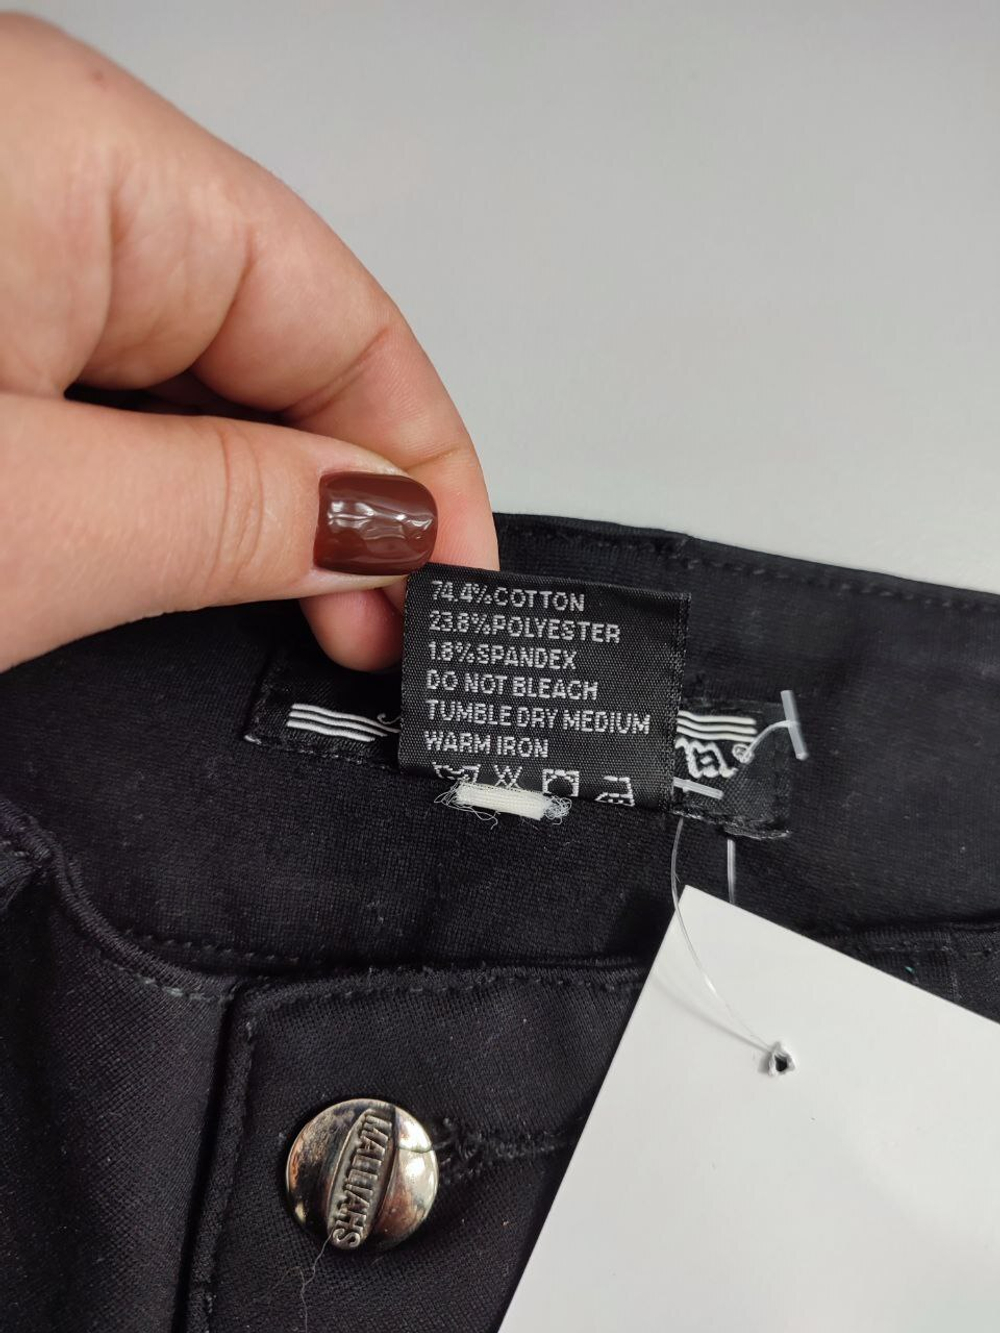 74.4%COTTON
23.8%POLYESTER
1.8%SPANDEX
DO NOT BLEACH
TUMBLE DRY MEDIUM
WARM IRON